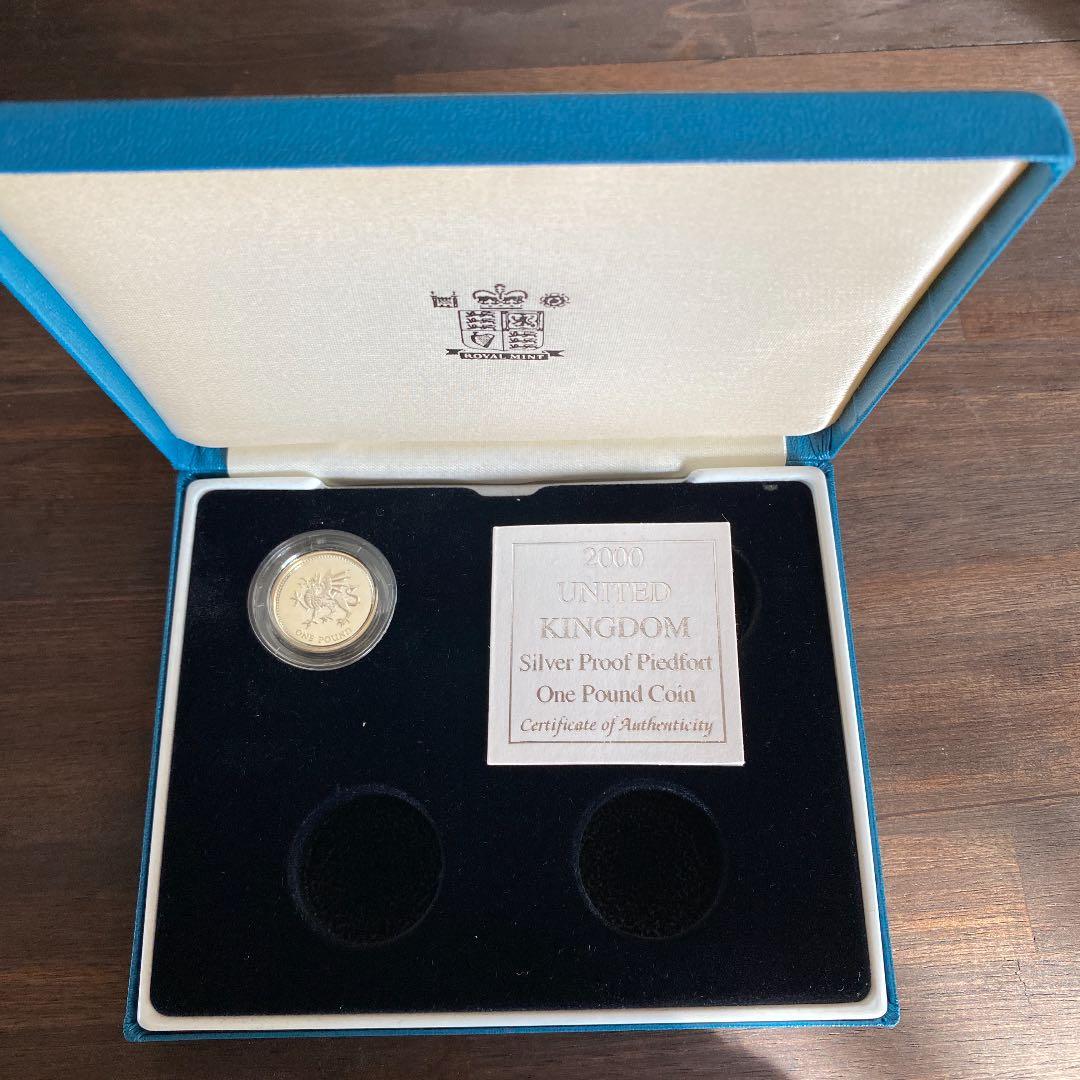 ROYAL MINT
ONE POUND
2000
UNITED
KINGDOM
Silver Proof Piedfort
One Pound Coin
Certificate of Authenticity